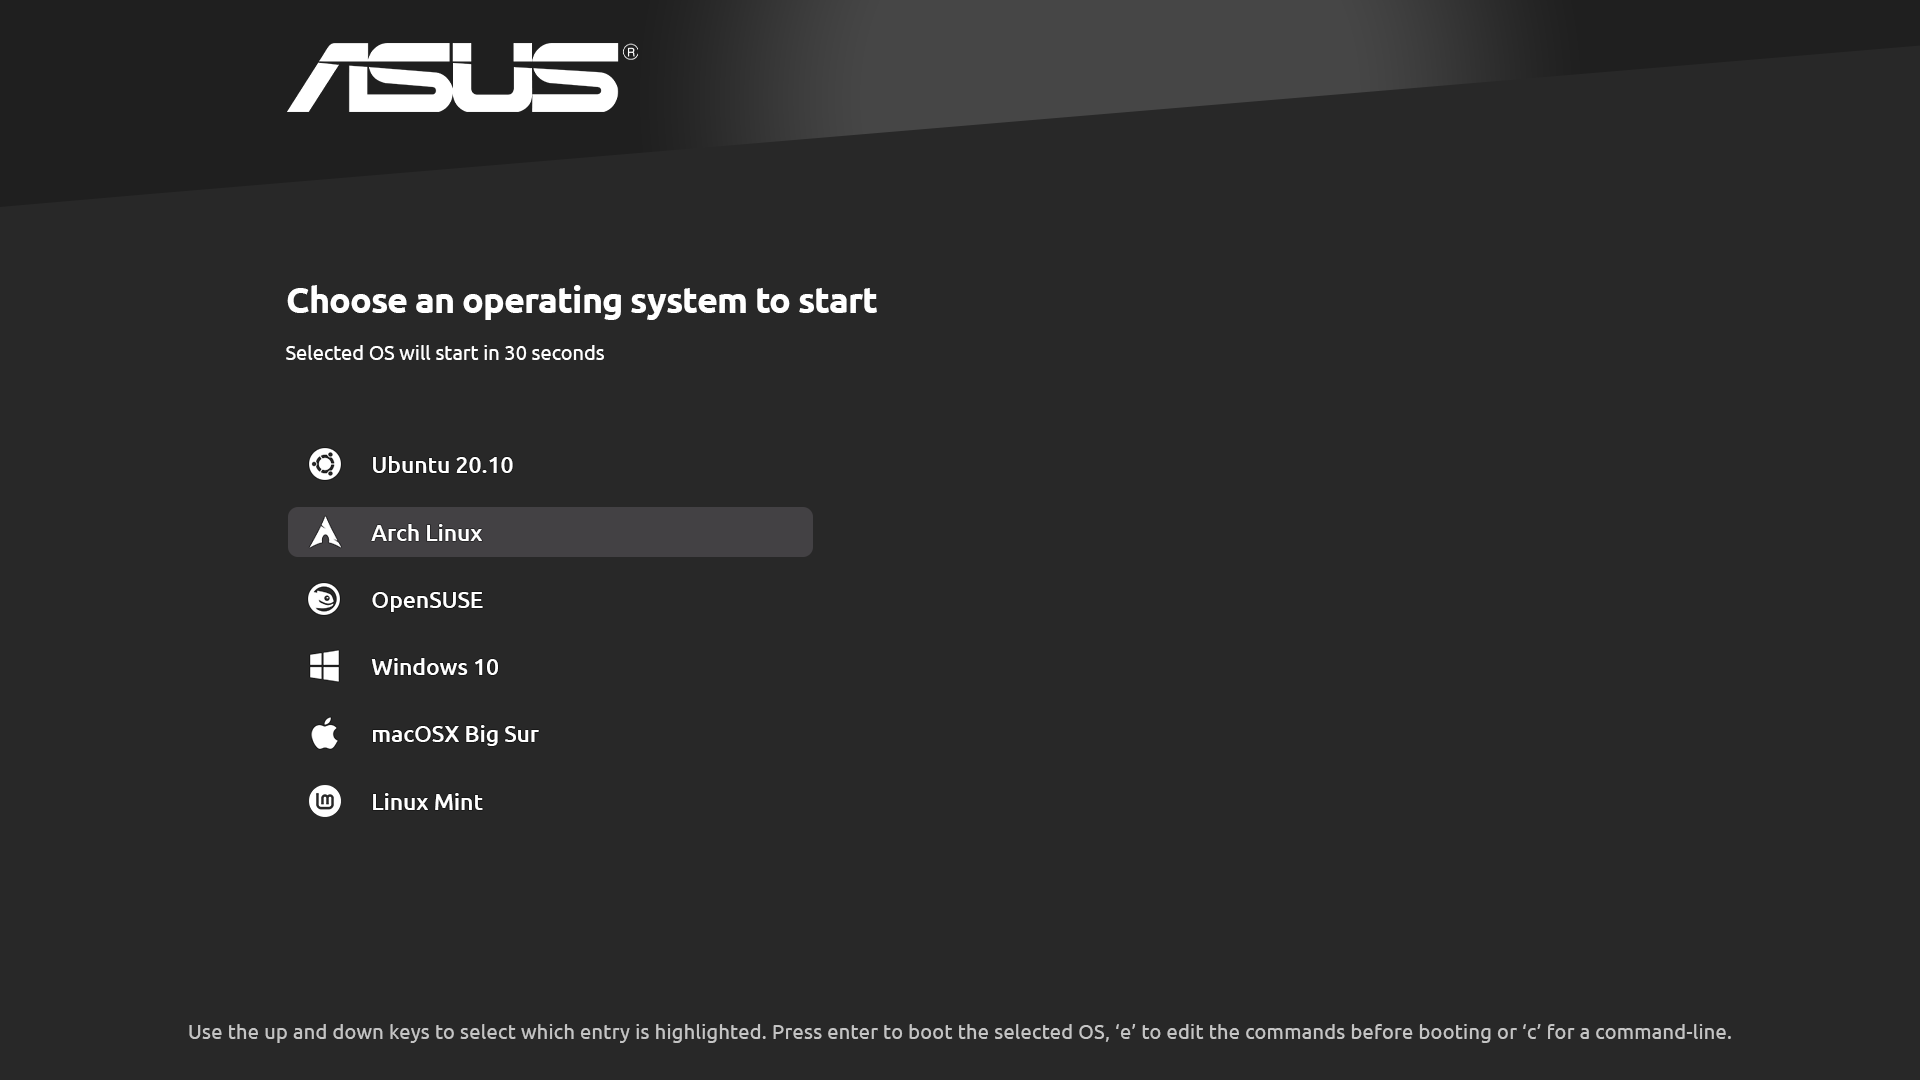 ASUS®
Choose an operating system to start
Selected OS will start in 30 seconds
Ubuntu 20.10
Arch Linux
OpenSUSE
Windows 10
macOSX Big Sur
Linux Mint
Use the up and down keys to select which entry is highlighted. Press enter to boot the selected OS, ‘e’ to edit the commands before booting or ‘c’ for a command-line.